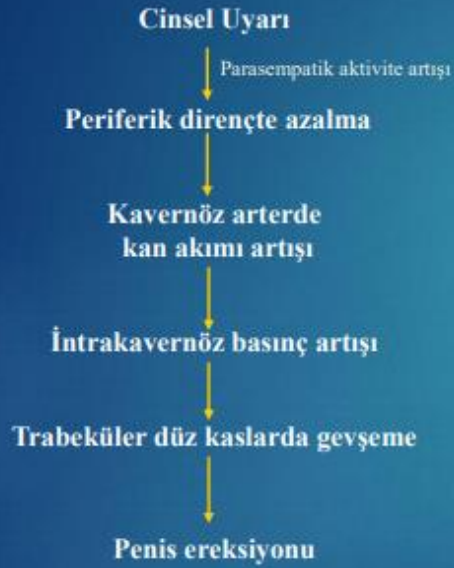 Cinsel Uyarı
Parasempatik aktivite artışı
Periferik dirençte azalma
Kavernöz arterde
kan akımı artışı
İntrakavernöz basınç artışı
Trabeküler düz kaslarda gevşeme
Penis ereksiyonu